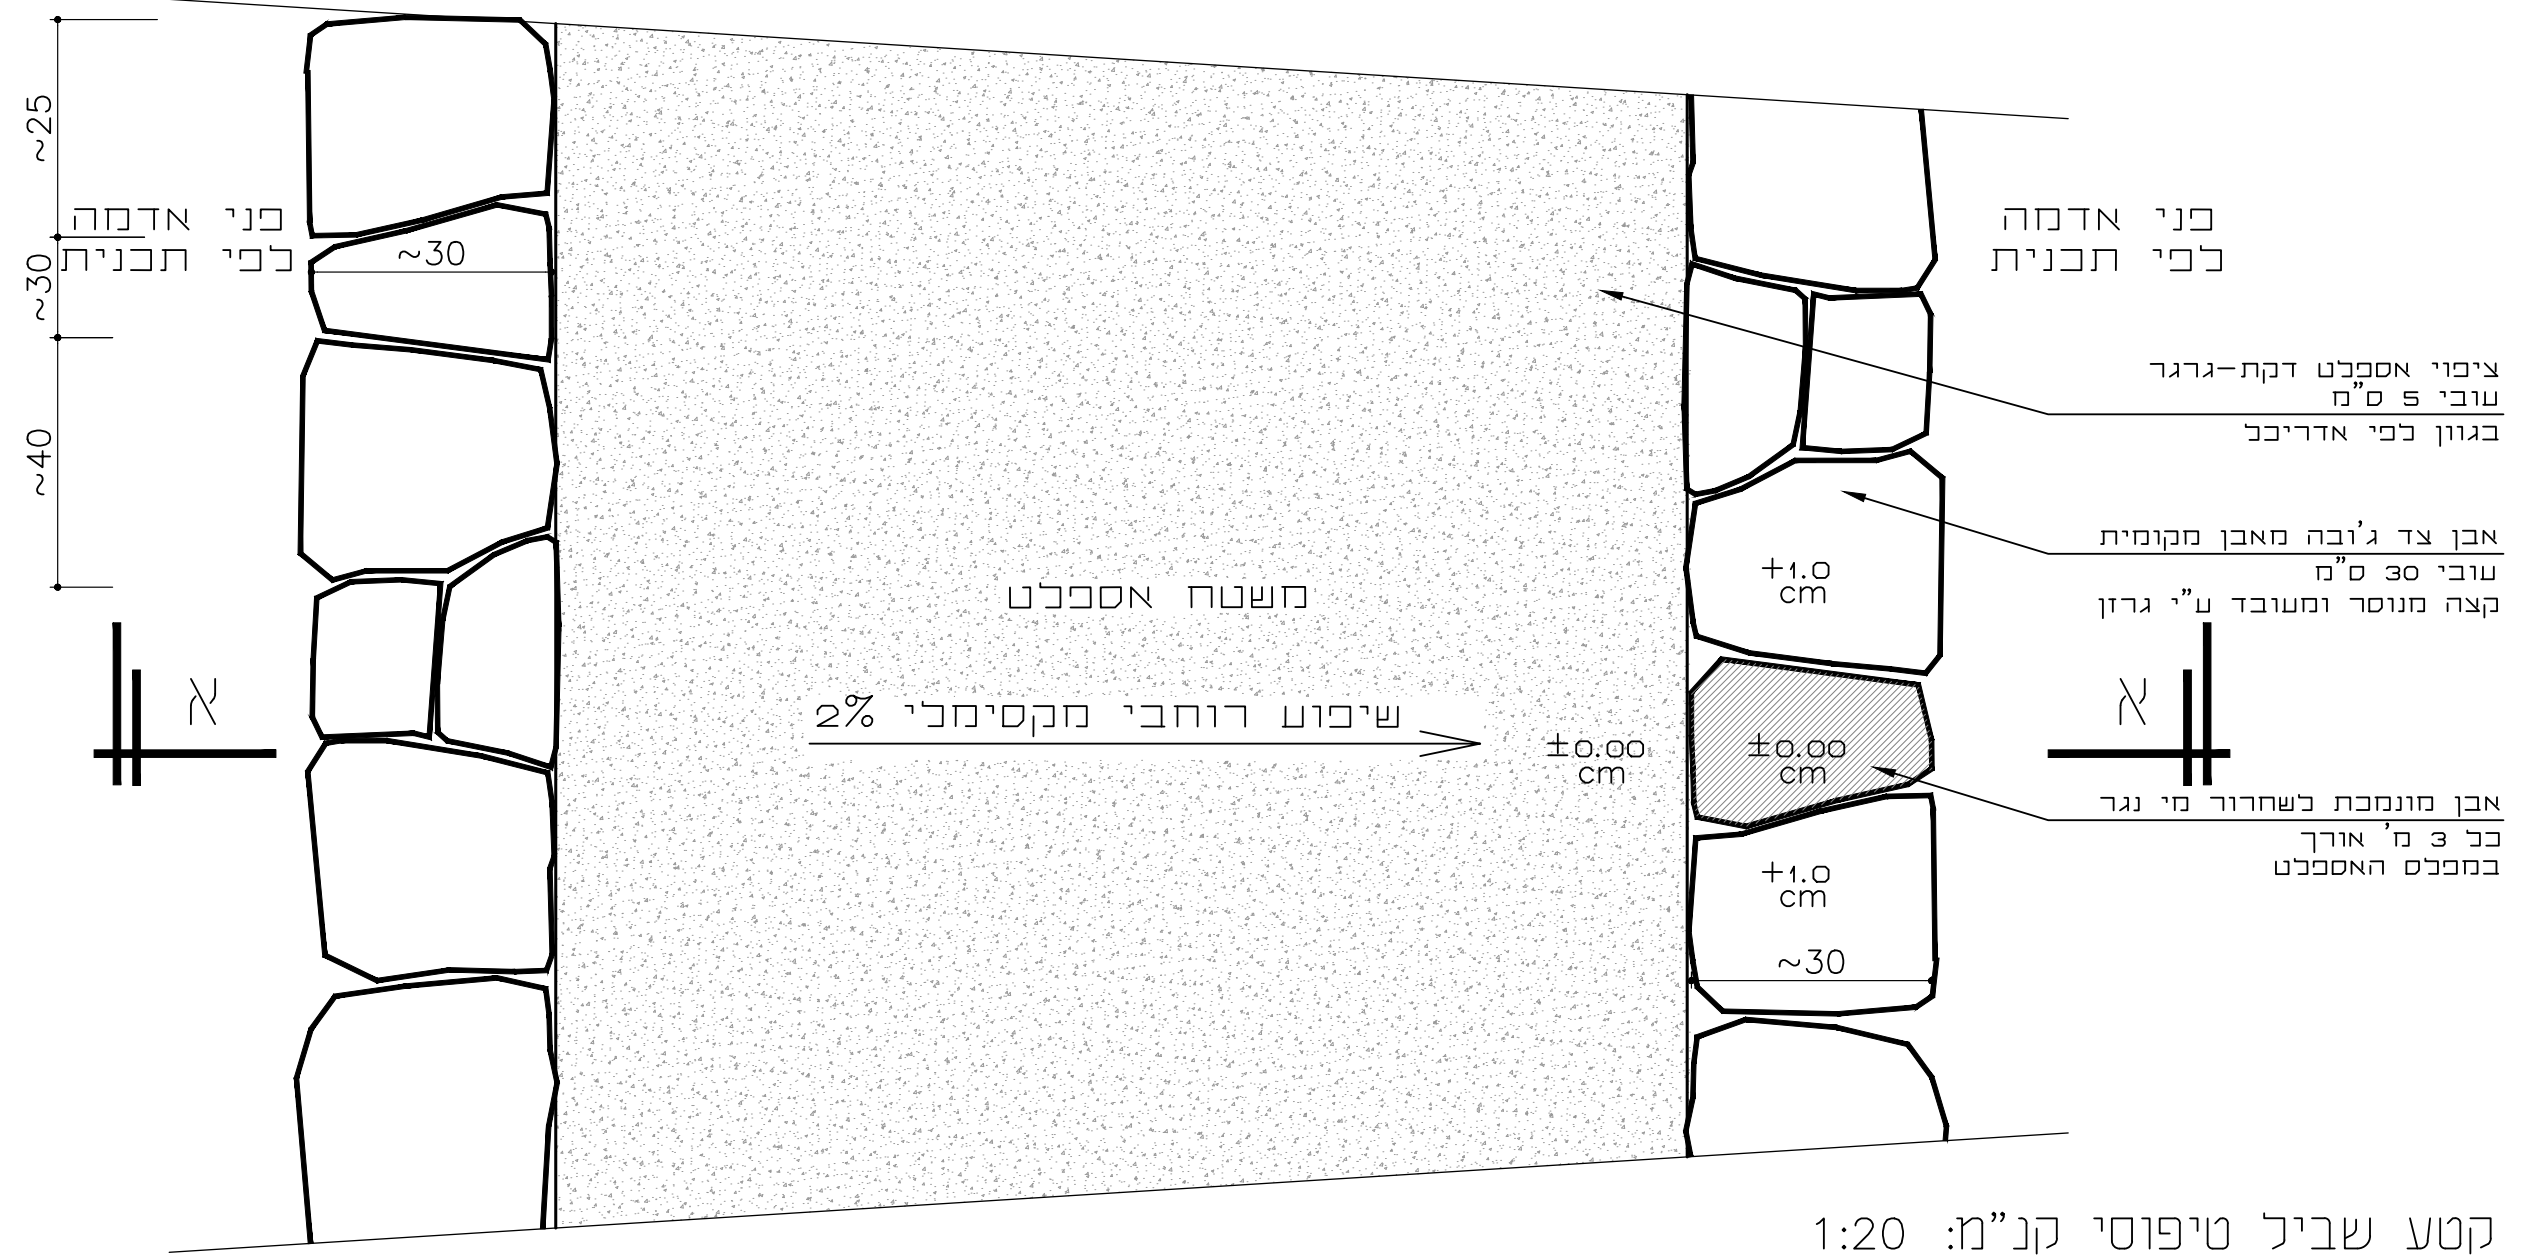 ~25
~30
~40
פני אדמה
לפי תכנית
~30
משטח אספלט
שיפוע רוחבי מקסימלי 2%
±0.00
cm
+1.0
cm
±0.00
cm
+1.0
cm
~30
פני אדמה
לפי תכנית
ציפוי אספלט דקת-גרגר
עובי 5 ס"מ
בגוון לפי אדריכל
אבן צד ג'ובה מאבן מקומית
עובי 30 ס"מ
קצה מנוסר ומעובד ע"י גרזן
א
א
אבן מונמכת לשחרור מי נגר
כל 3 מ' אורך
במפלס האספלט
קטע שביל טיפוסי קנ"מ: 1:20